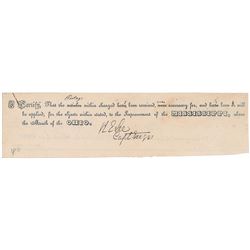 I Certify, That the articles within charged have been received, were necessary for, and have been & will
be applied, for the objects within stated, to the Improvement of the MISSISSIPPI, above
the Mouth of the OHIO.
R E Lee
Capt Engrs